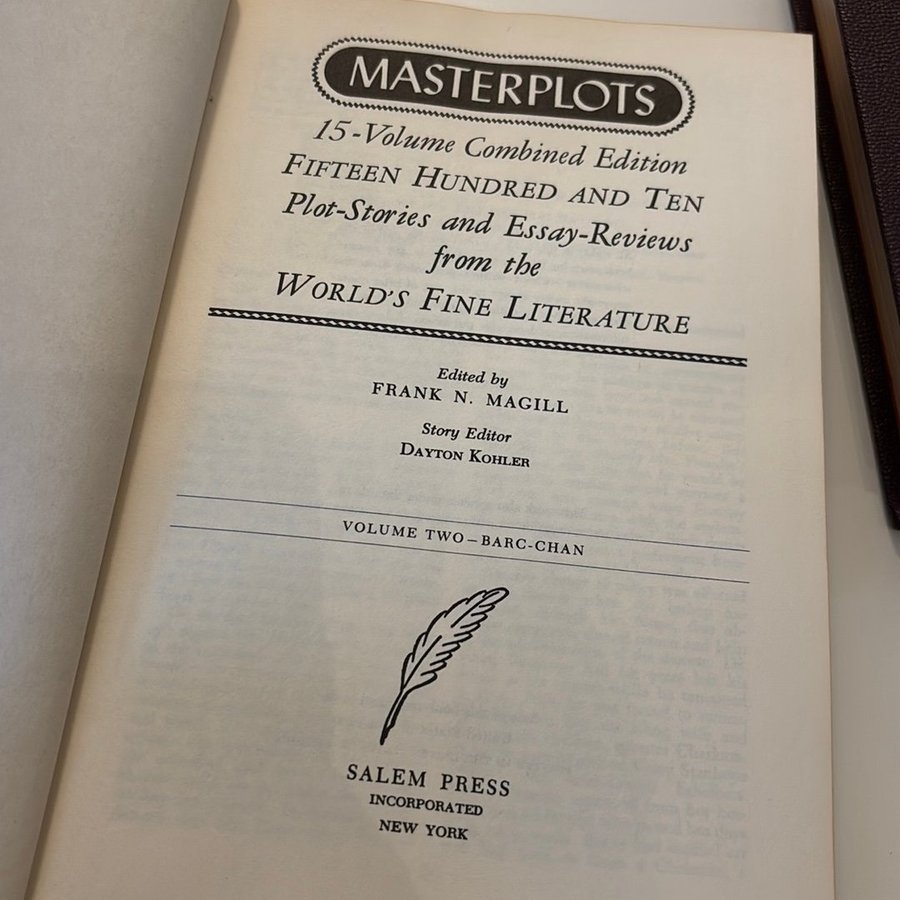 MASTERPLOTS
15-Volume Combined Edition
FIFTEEN HUNDRED AND TEN
Plot-Stories and Essay-Reviews
from the
WORLD'S FINE LITERATURE
Edited by
FRANK N. MAGILL
Story Editor
DAYTON KOHLER
VOLUME TWO–BARC-CHAN
SALEM PRESS
INCORPORATED
NEW YORK